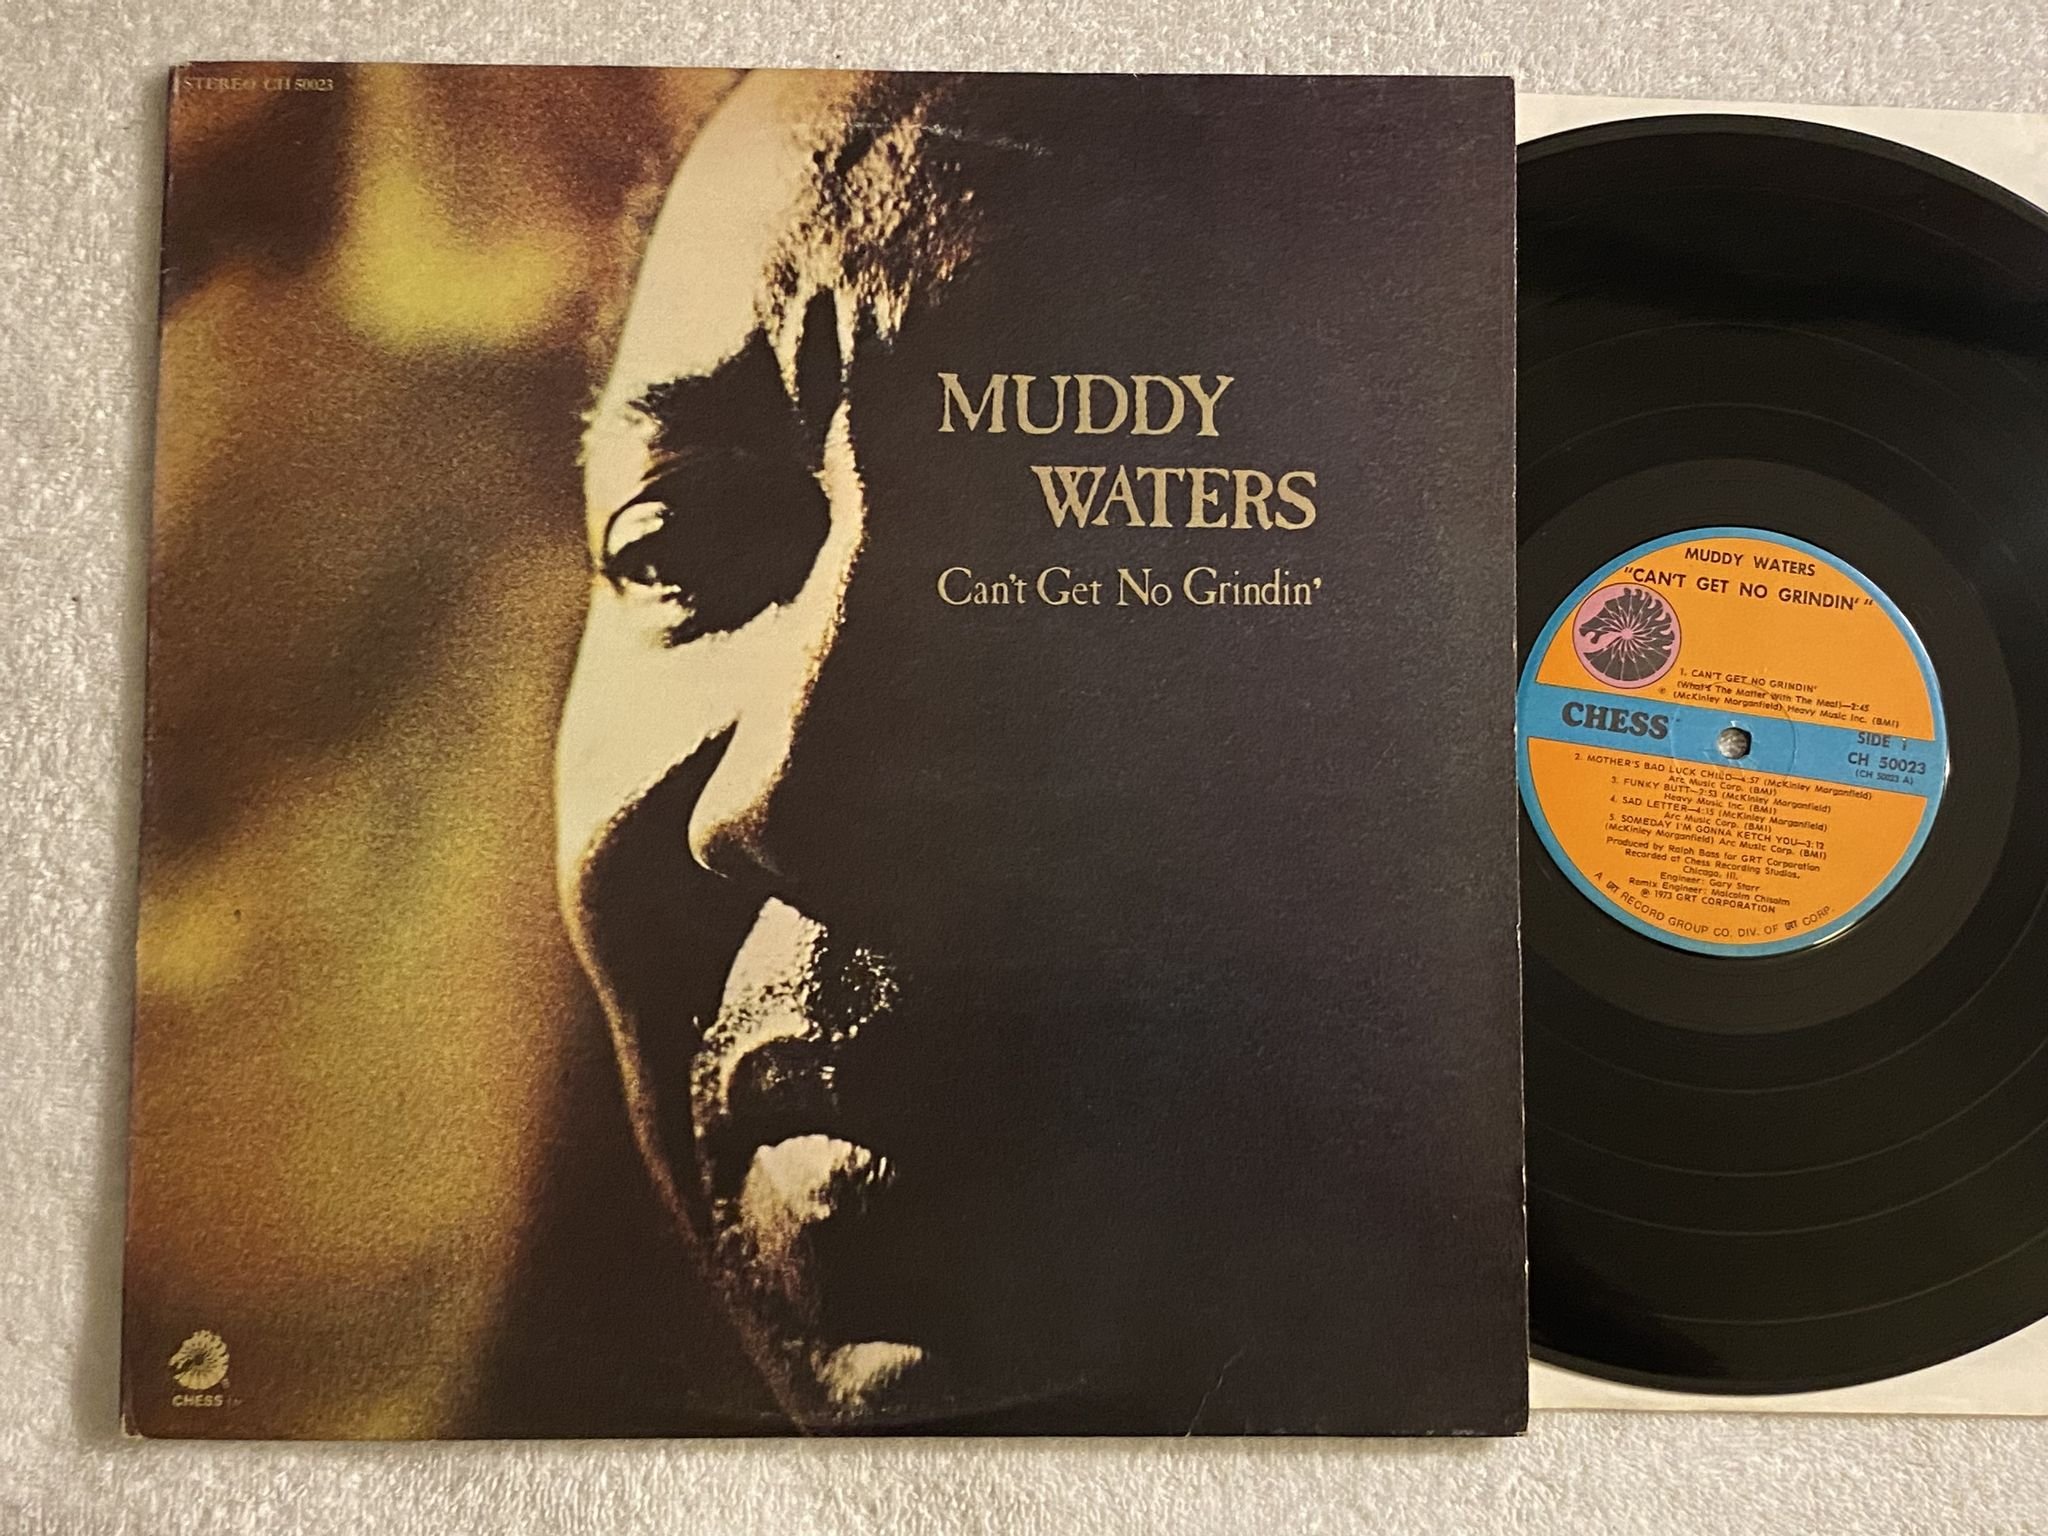 STEREO CH 50023
MUDDY
WATERS
Can't Get No Grindin'
CHESS
MUDDY WATERS
"CAN'T GET NO GRINDIN'"
1. CAN'T GET NO GRINDIN'
(What's The Matter With The Meal)—2:45
℗ (McKinley Morganfield) Heavy Music Inc. (BMI)
CHESS
SIDE 1
CH 50023
(CH 50023 A)
2. MOTHER'S BAD LUCK CHILD—4:57 (McKinley Morganfield)
Arc Music Corp. (BMI)
3. FUNKY BUTT—2:53 (McKinley Morganfield)
Heavy Music Inc. (BMI)
4. SAD LETTER—4:15 (McKinley Morganfield)
Arc Music Corp. (BMI)
5. SOMEDAY I'M GONNA KETCH YOU—3:12
(McKinley Morganfield) Arc Music Corp. (BMI)
Produced by Ralph Bass for GRT Corporation
Recorded at Chess Recording Studios,
Chicago, Ill.
Engineer: Gary Starr
Remix Engineer: Malcolm Chisolm
℗ 1973 GRT CORPORATION
A GRT RECORD GROUP CO. DIV. OF GRT CORP.